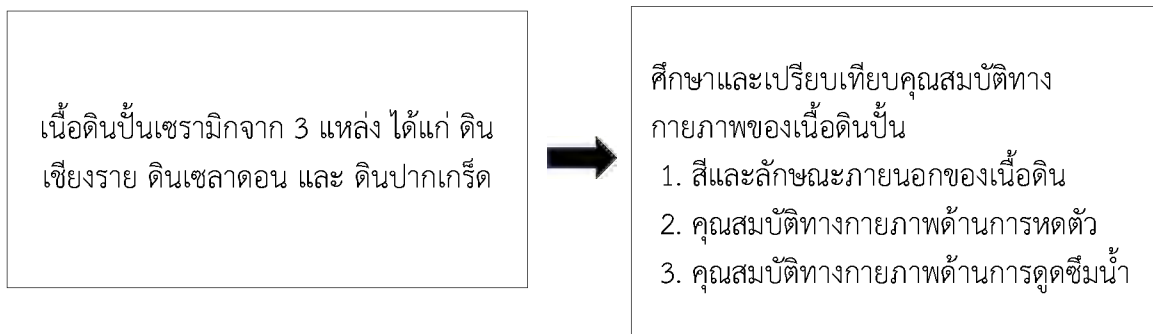 เนื้อดินปั้นเซรามิกจาก 3 แหล่ง ได้แก่ ดิน
เชียงราย ดินเซลาดอน และ ดินปากเกร็ด
ศึกษาและเปรียบเทียบคุณสมบัติทาง
กายภาพของเนื้อดินปั้น
1. สีและลักษณะภายนอกของเนื้อดิน
2. คุณสมบัติทางกายภาพด้านการหดตัว
3. คุณสมบัติทางกายภาพด้านการดูดซึมน้ำ